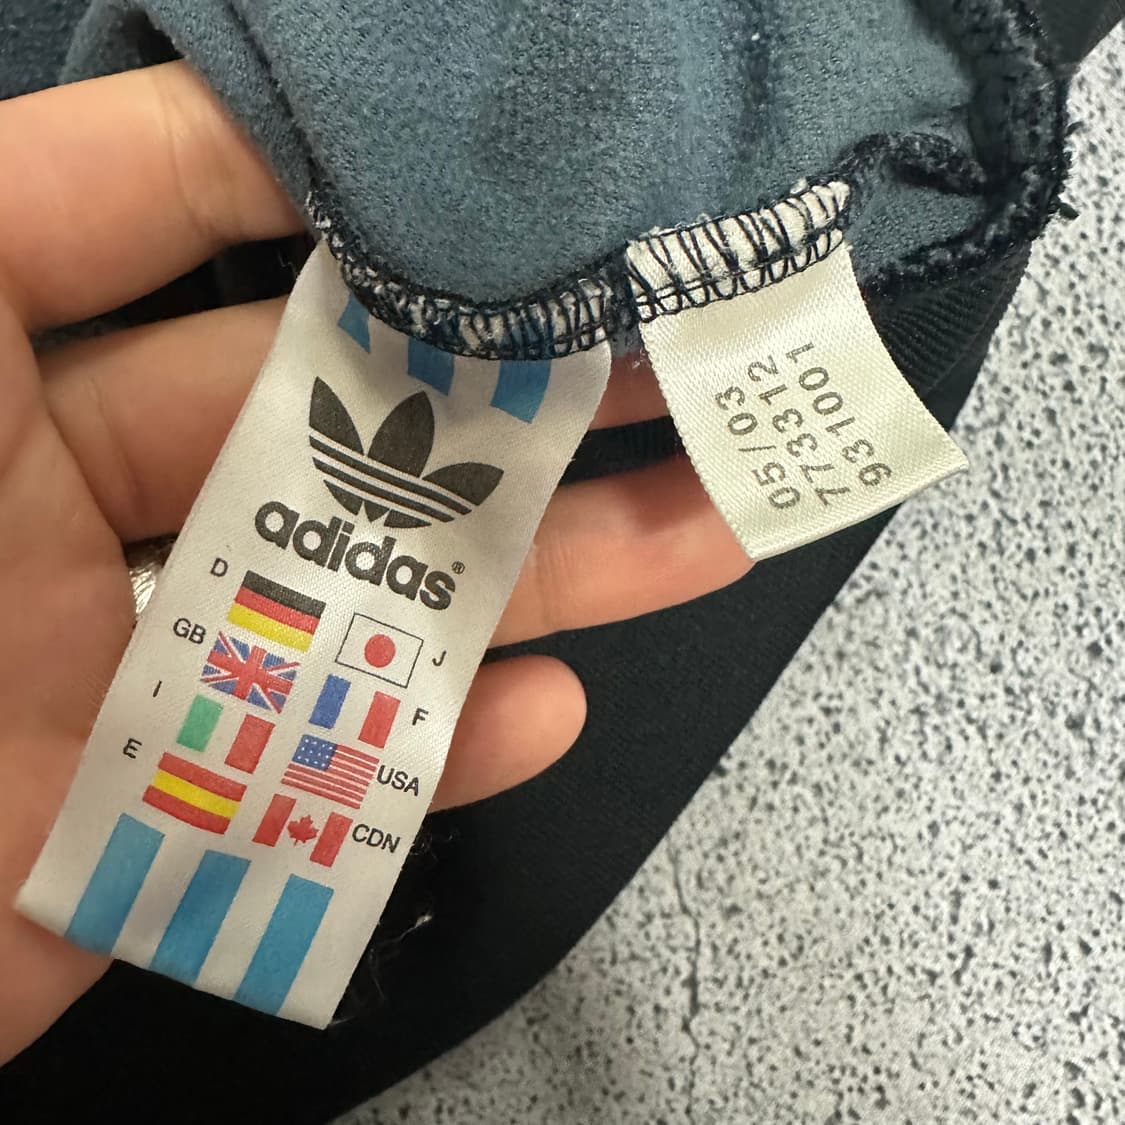 adidas®
D
J
GB
F
I
USA
E
CDN
05/03
773312
931001